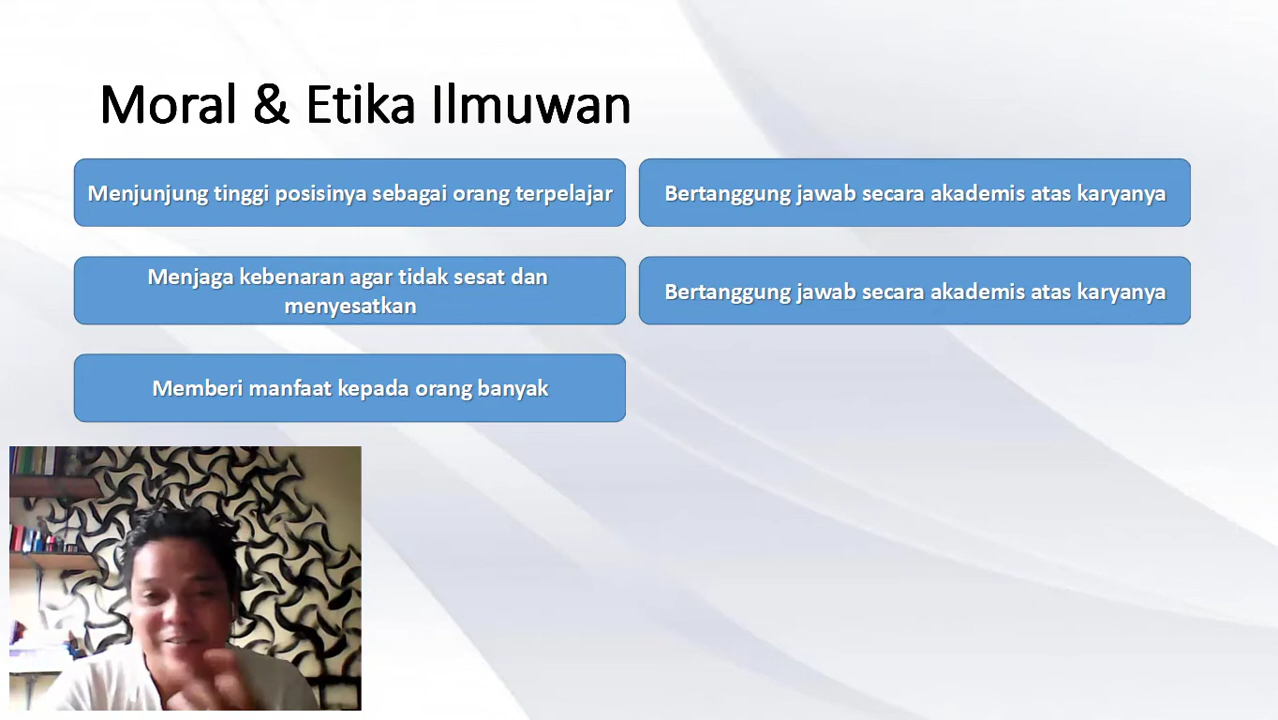 Moral & Etika Ilmuwan
Menjunjung tinggi posisinya sebagai orang terpelajar
Bertanggung jawab secara akademis atas karyanya
Menjaga kebenaran agar tidak sesat dan
menyesatkan
Bertanggung jawab secara akademis atas karyanya
Memberi manfaat kepada orang banyak